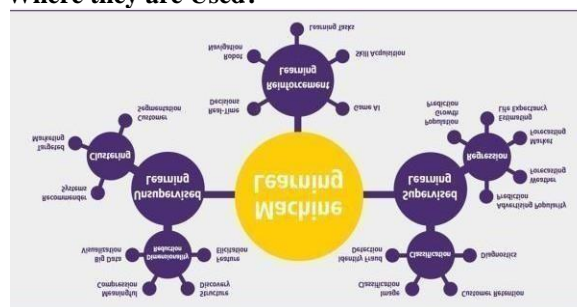 Where they are Used?
Meaningful
Compression
Structure
Discovery
Big Data
Visualization
Dimensionality
Reduction
Feature
Elicitation
Image
Classification
Customer Retention
Identity Fraud
Detection
Classification
Diagnostics
Recommender
Systems
Unsupervised
Learning
Machine
Learning
Supervised
Learning
Advertising Popularity
Prediction
Weather
Forecasting
Targeted
Marketing
Clustering
Customer
Segmentation
Regression
Market
Forecasting
Population
Growth
Prediction
Estimating
Life Expectancy
Real-Time
Decisions
Reinforcement
Learning
Game AI
Robot
Navigation
Skill Acquisition
Learning Tasks